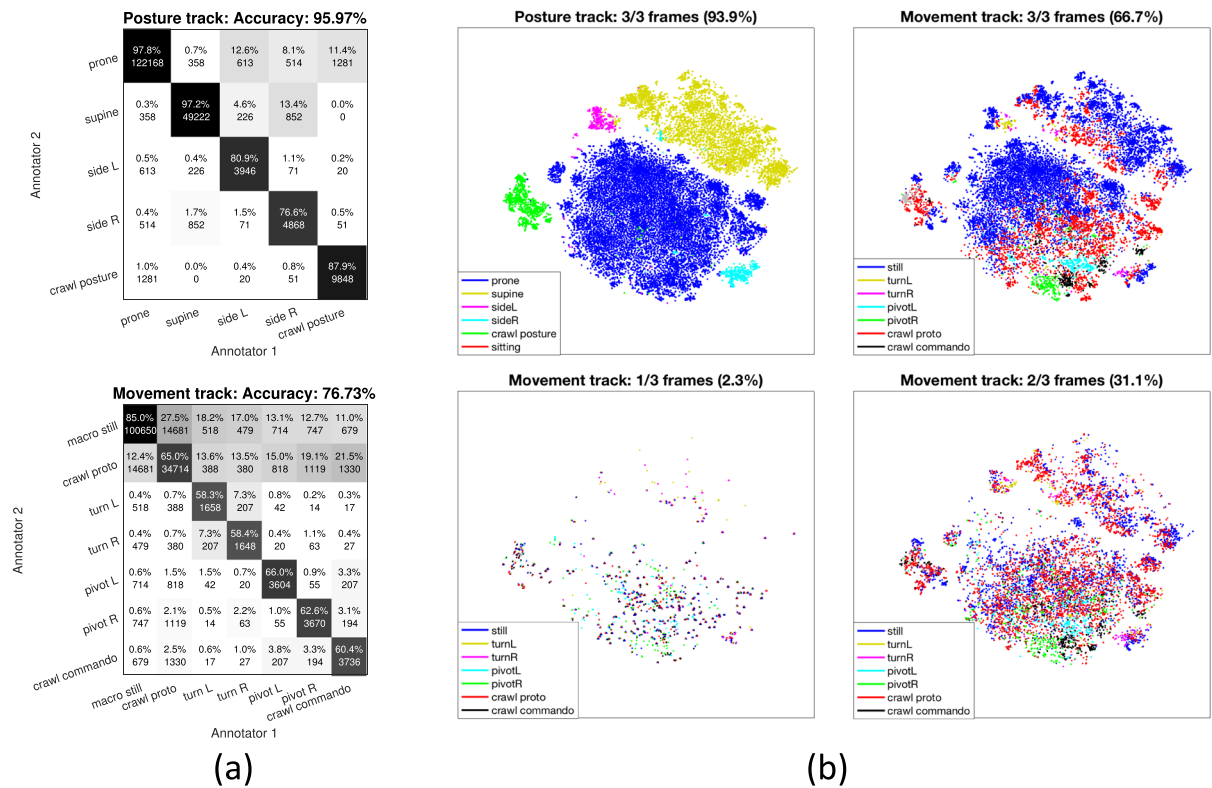 Posture track: Accuracy: 95.97%
prone
97.8% 0.7% 12.6% 8.1% 11.4%
122168 358 613 514 1281
supine
0.3% 97.2% 4.6% 13.4% 0.0%
358 49222 226 852 0
side L
0.5% 0.4% 80.9% 1.1% 0.2%
613 226 3946 71 20
side R
0.4% 1.7% 1.5% 76.6% 0.5%
514 852 71 4868 51
crawl posture
1.0% 0.0% 0.4% 0.8% 87.9%
1281 0 20 51 9848
prone supine side L side R crawl posture
Annotator 1
Annotator 2
Movement track: Accuracy: 76.73%
macro still
85.0% 27.5% 18.2% 17.0% 13.1% 12.7% 11.0%
100650 14681 518 479 714 747 679
crawl proto
12.4% 65.0% 13.6% 13.5% 15.0% 19.1% 21.5%
14681 34714 388 380 818 1119 1330
turn L
0.4% 0.7% 58.3% 7.3% 0.8% 0.2% 0.3%
518 388 1658 207 42 14 17
turn R
0.4% 0.7% 7.3% 58.4% 0.4% 1.1% 0.4%
479 380 207 1648 20 63 27
pivot L
0.6% 1.5% 1.5% 0.7% 66.0% 0.9% 3.3%
714 818 42 20 3604 55 207
pivot R
0.6% 2.1% 0.5% 2.2% 1.0% 62.6% 3.1%
747 1119 14 63 55 3670 194
crawl commando
0.6% 2.5% 0.6% 1.0% 3.8% 3.3% 60.4%
679 1330 17 27 207 194 3736
macro still crawl proto turn L turn R pivot L pivot R crawl commando
Annotator 1
Annotator 2
(a)
Posture track: 3/3 frames (93.9%)
prone
supine
sideL
sideR
crawl posture
sitting
Movement track: 3/3 frames (66.7%)
still
turnL
turnR
pivotL
pivotR
crawl proto
crawl commando
Movement track: 1/3 frames (2.3%)
still
turnL
turnR
pivotL
pivotR
crawl proto
crawl commando
Movement track: 2/3 frames (31.1%)
still
turnL
turnR
pivotL
pivotR
crawl proto
crawl commando
(b)